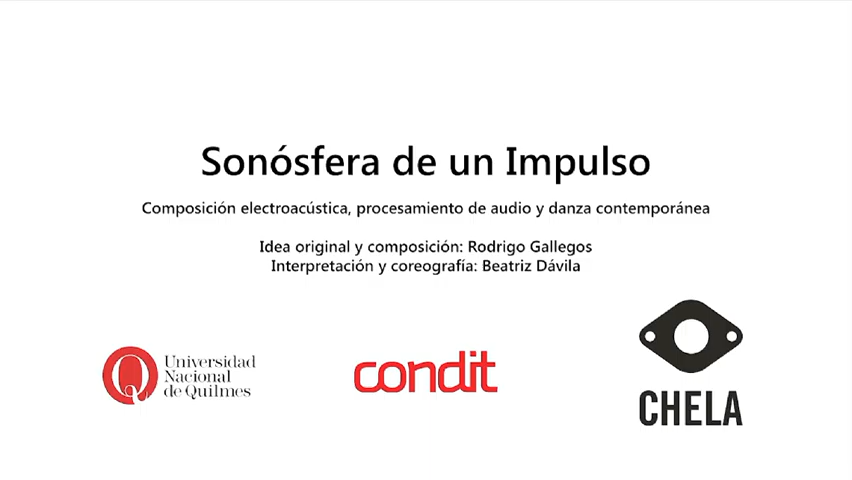 Sonósfera de un Impulso
Composición electroacústica, procesamiento de audio y danza contemporánea
Idea original y composición: Rodrigo Gallegos
Interpretación y coreografía: Beatriz Dávila
Q
Universidad
Nacional
de Quilmes
condit
CHELA